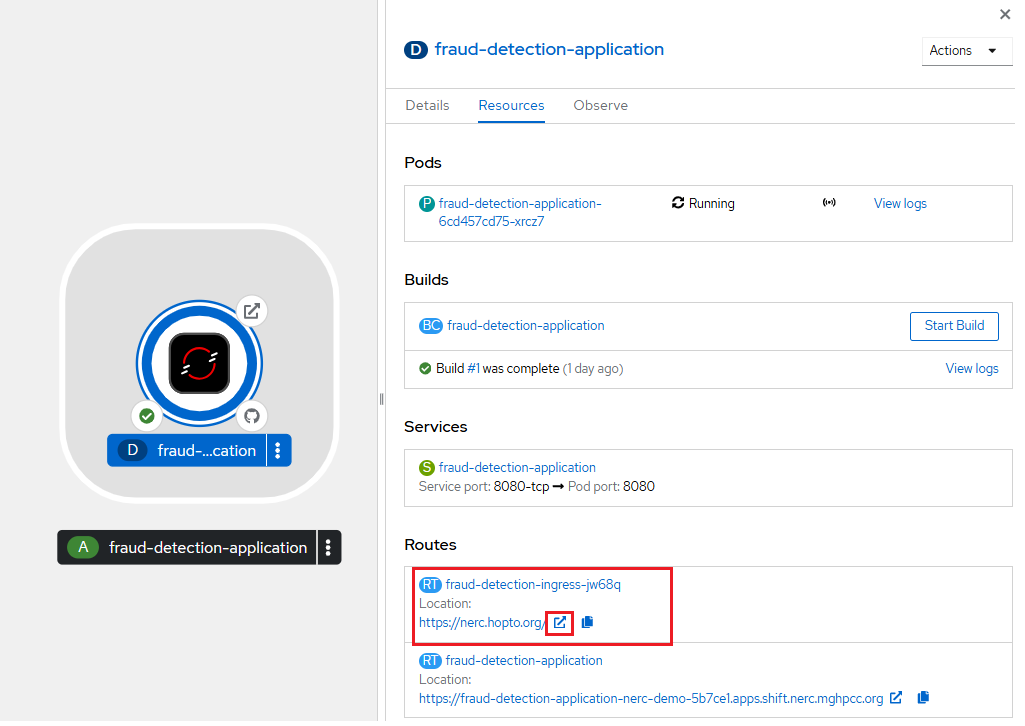 D fraud-detection-application
Actions
Details Resources Observe
Pods
P fraud-detection-application-
6cd457cd75-xrcz7
Running
View logs
Builds
BC fraud-detection-application
Start Build
Build #1 was complete (1 day ago)
View logs
Services
S fraud-detection-application
Service port: 8080-tcp → Pod port: 8080
Routes
RT fraud-detection-ingress-jw68q
Location:
https://nerc.hopto.org/
RT fraud-detection-application
Location:
https://fraud-detection-application-nerc-demo-5b7ce1.apps.shift.nerc.mghpcc.org
D fraud-...cation
A fraud-detection-application